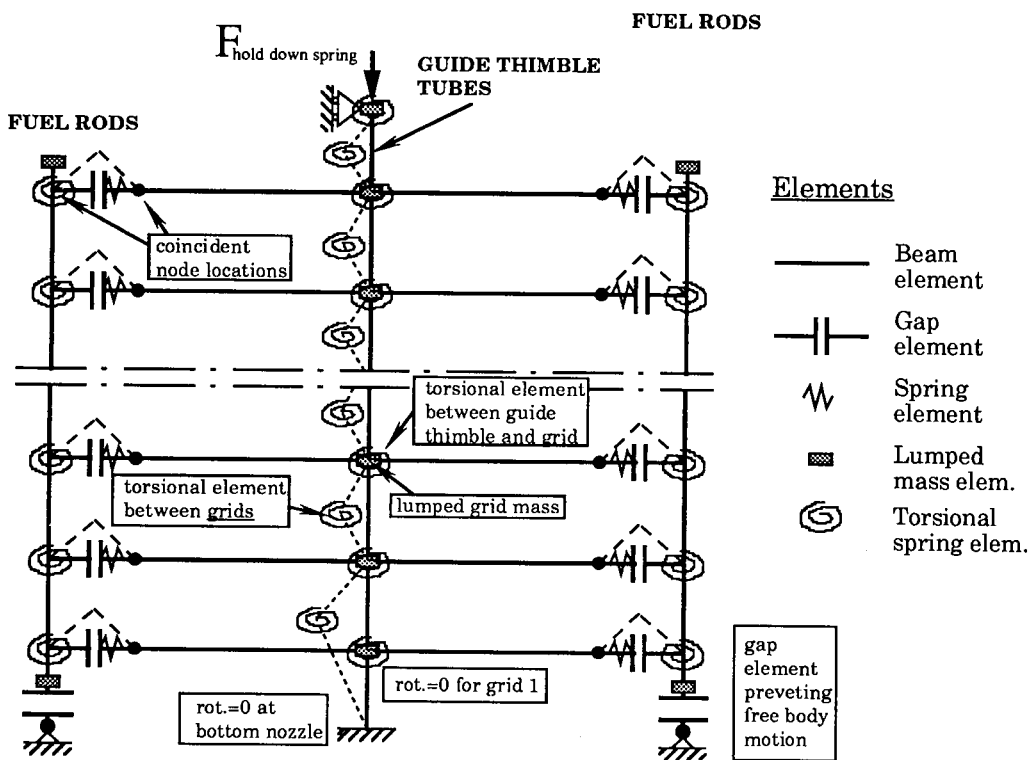 FUEL RODS
F hold down spring
GUIDE THIMBLE
TUBES
FUEL RODS
coincident
node locations
torsional element
between guide
thimble and grid
torsional element
between grids
lumped grid mass
rot.=0 for grid 1
rot.=0 at
bottom nozzle
gap
element
preveting
free body
motion
Elements
Beam
element
Gap
element
Spring
element
Lumped
mass elem.
Torsional
spring elem.